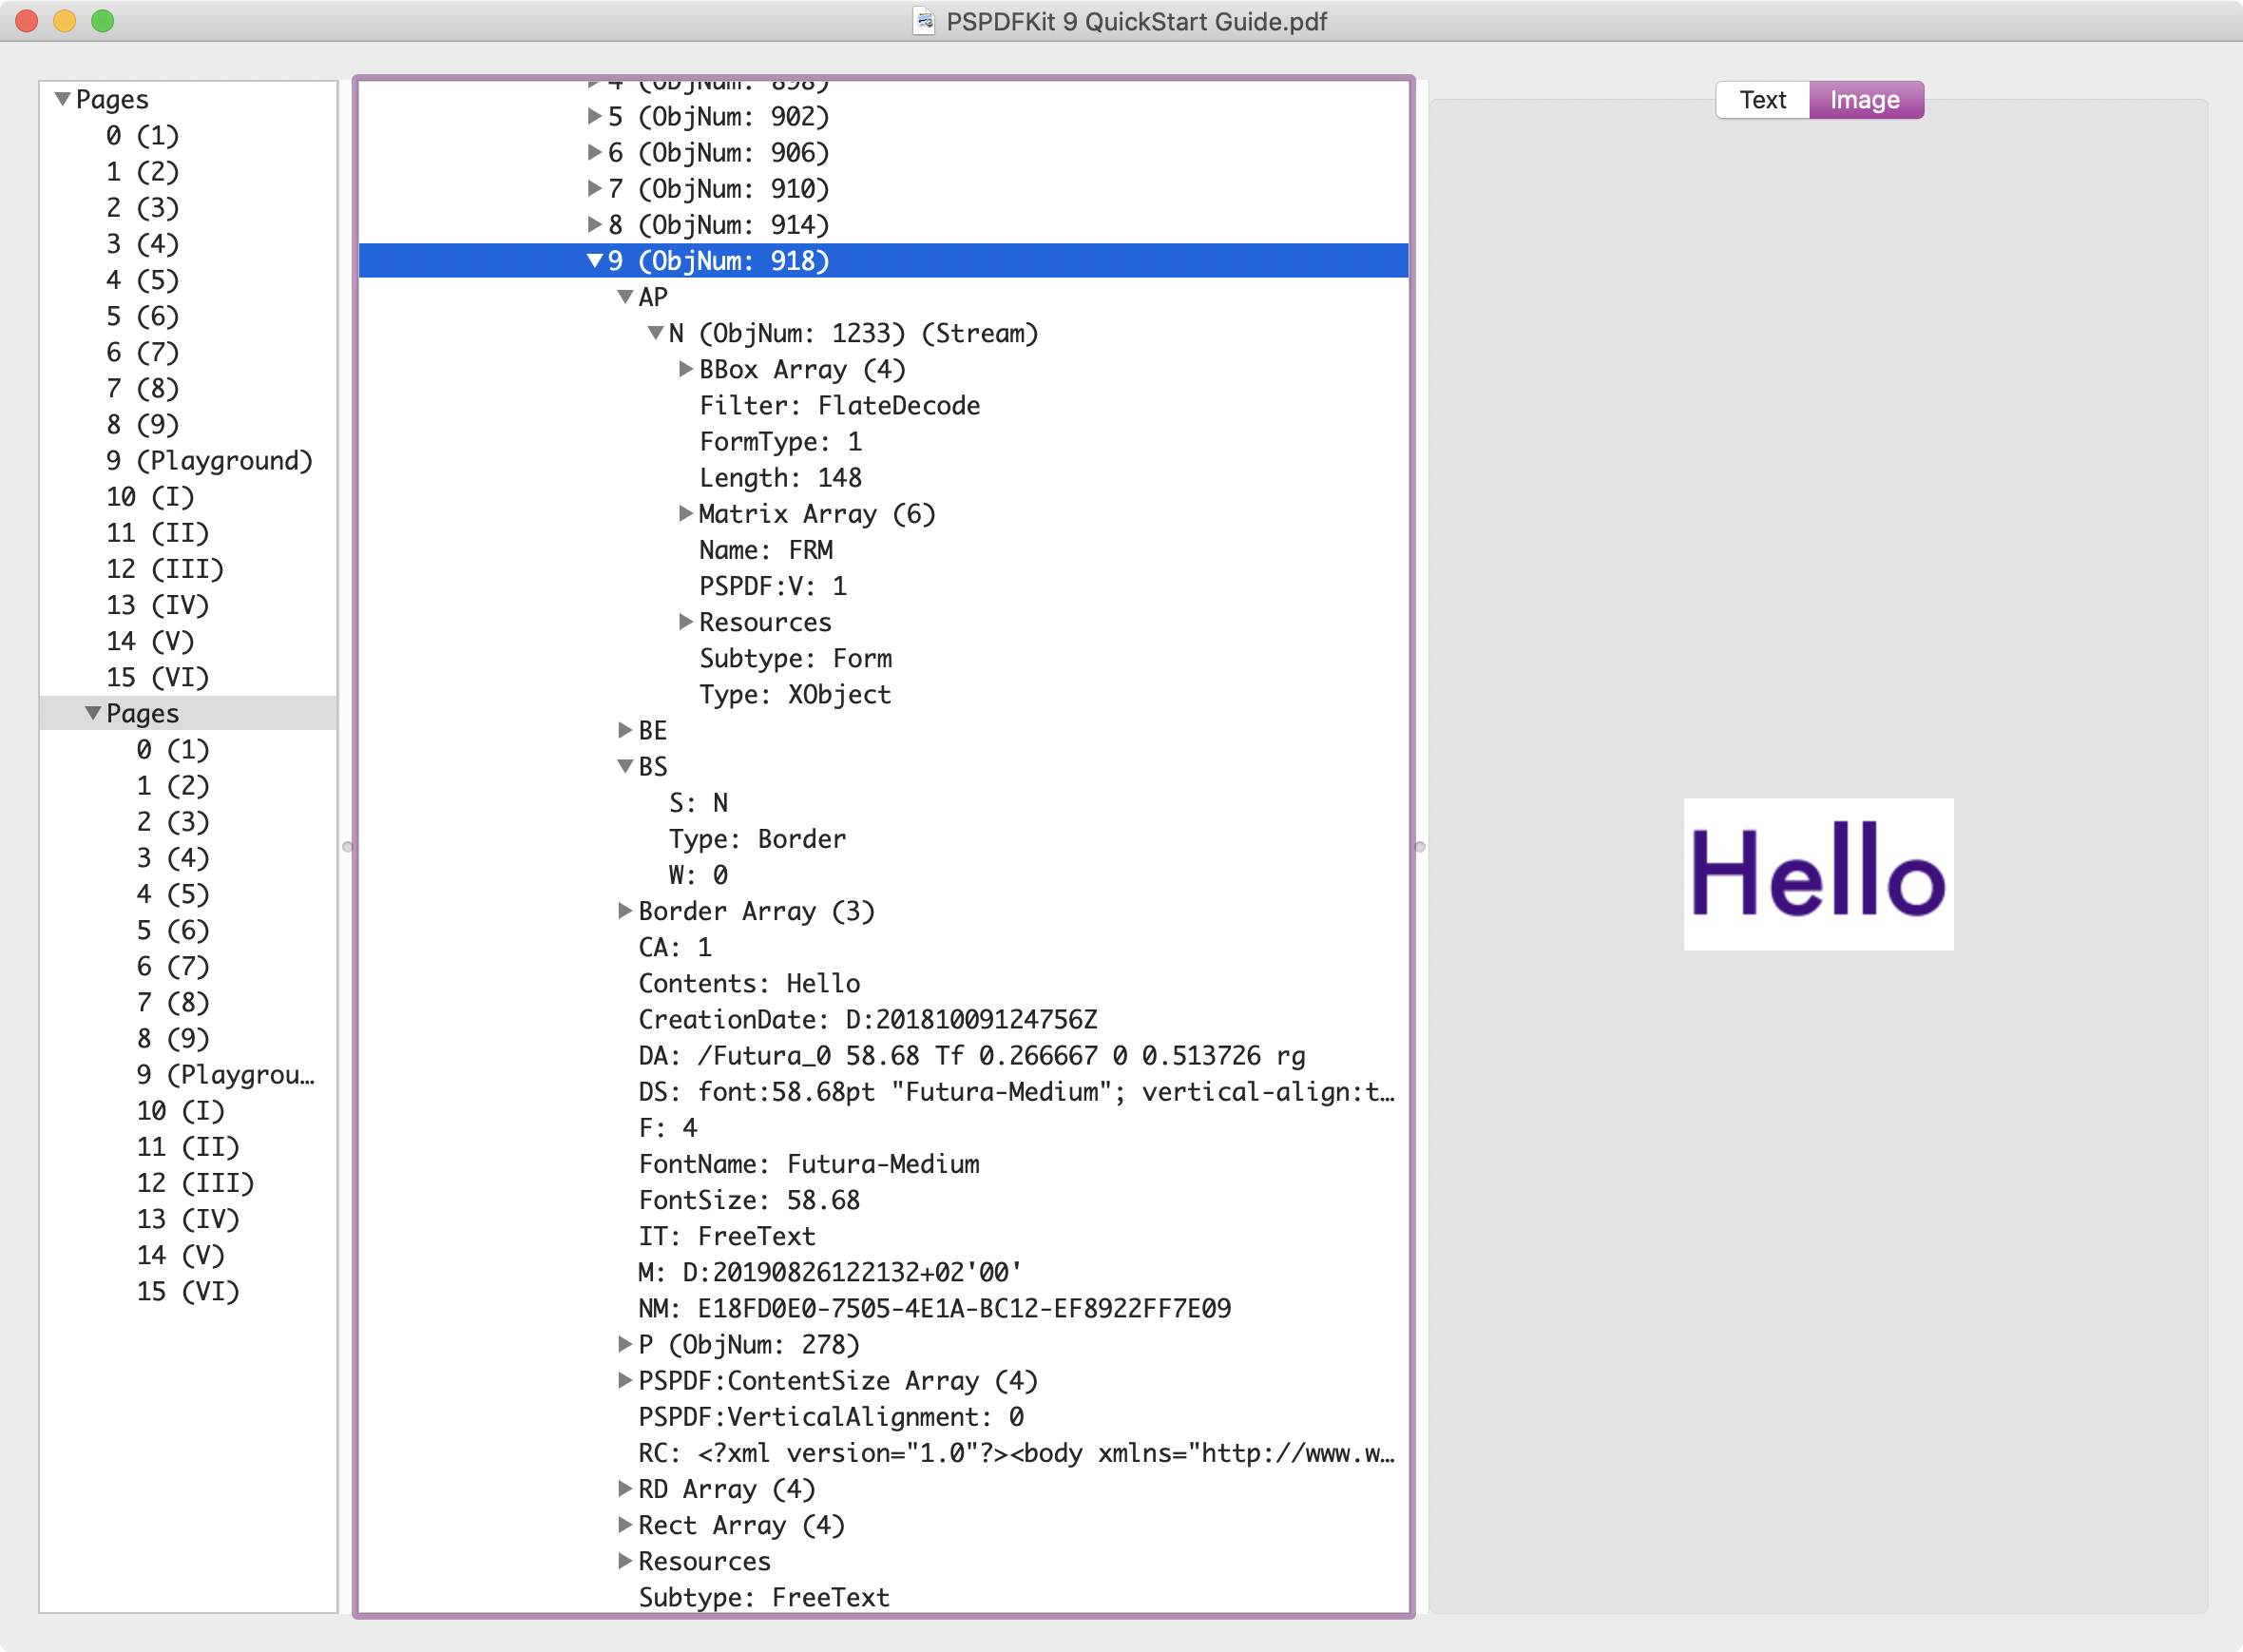 PSPDFKit 9 QuickStart Guide.pdf
Pages
0 (1)
1 (2)
2 (3)
3 (4)
4 (5)
5 (6)
6 (7)
7 (8)
8 (9)
9 (Playground)
10 (I)
11 (II)
12 (III)
13 (IV)
14 (V)
15 (VI)
Pages
0 (1)
1 (2)
2 (3)
3 (4)
4 (5)
5 (6)
6 (7)
7 (8)
8 (9)
9 (Playgrou…
10 (I)
11 (II)
12 (III)
13 (IV)
14 (V)
15 (VI)
4 (ObjNum: 898)
5 (ObjNum: 902)
6 (ObjNum: 906)
7 (ObjNum: 910)
8 (ObjNum: 914)
9 (ObjNum: 918)
AP
N (ObjNum: 1233) (Stream)
BBox Array (4)
Filter: FlateDecode
FormType: 1
Length: 148
Matrix Array (6)
Name: FRM
PSPDF:V: 1
Resources
Subtype: Form
Type: XObject
BE
BS
S: N
Type: Border
W: 0
Border Array (3)
CA: 1
Contents: Hello
CreationDate: D:20181009124756Z
DA: /Futura_0 58.68 Tf 0.266667 0 0.513726 rg
DS: font:58.68pt "Futura-Medium"; vertical-align:t…
F: 4
FontName: Futura-Medium
FontSize: 58.68
IT: FreeText
M: D:20190826122132+02'00'
NM: E18FD0E0-7505-4E1A-BC12-EF8922FF7E09
P (ObjNum: 278)
PSPDF:ContentSize Array (4)
PSPDF:VerticalAlignment: 0
RC: <?xml version="1.0"?><body xmlns="http://www.w…
RD Array (4)
Rect Array (4)
Resources
Subtype: FreeText
Text Image
Hello